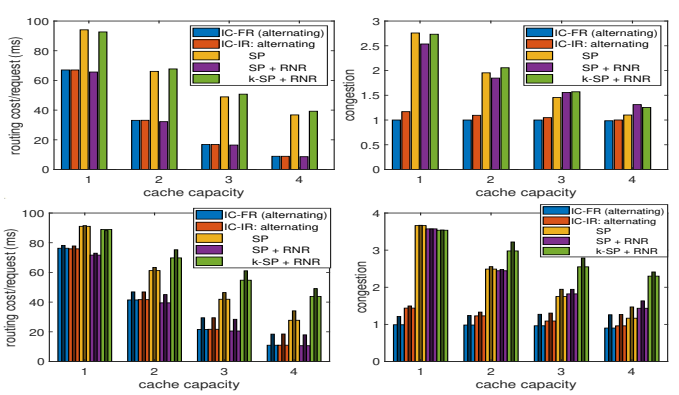 100
80
60
40
20
0
routing cost/request (ms)
IC-FR (alternating)
IC-IR: alternating
SP
SP + RNR
k-SP + RNR
1 2 3 4
cache capacity
3
2.5
2
1.5
1
0.5
0
congestion
IC-FR (alternating)
IC-IR: alternating
SP
SP + RNR
k-SP + RNR
1 2 3 4
cache capacity
100
80
60
40
20
0
routing cost/request (ms)
IC-FR (alternating)
IC-IR: alternating
SP
SP + RNR
k-SP + RNR
1 2 3 4
cache capacity
4
3
2
1
0
congestion
IC-FR (alternating)
IC-IR: alternating
SP
SP + RNR
k-SP + RNR
1 2 3 4
cache capacity